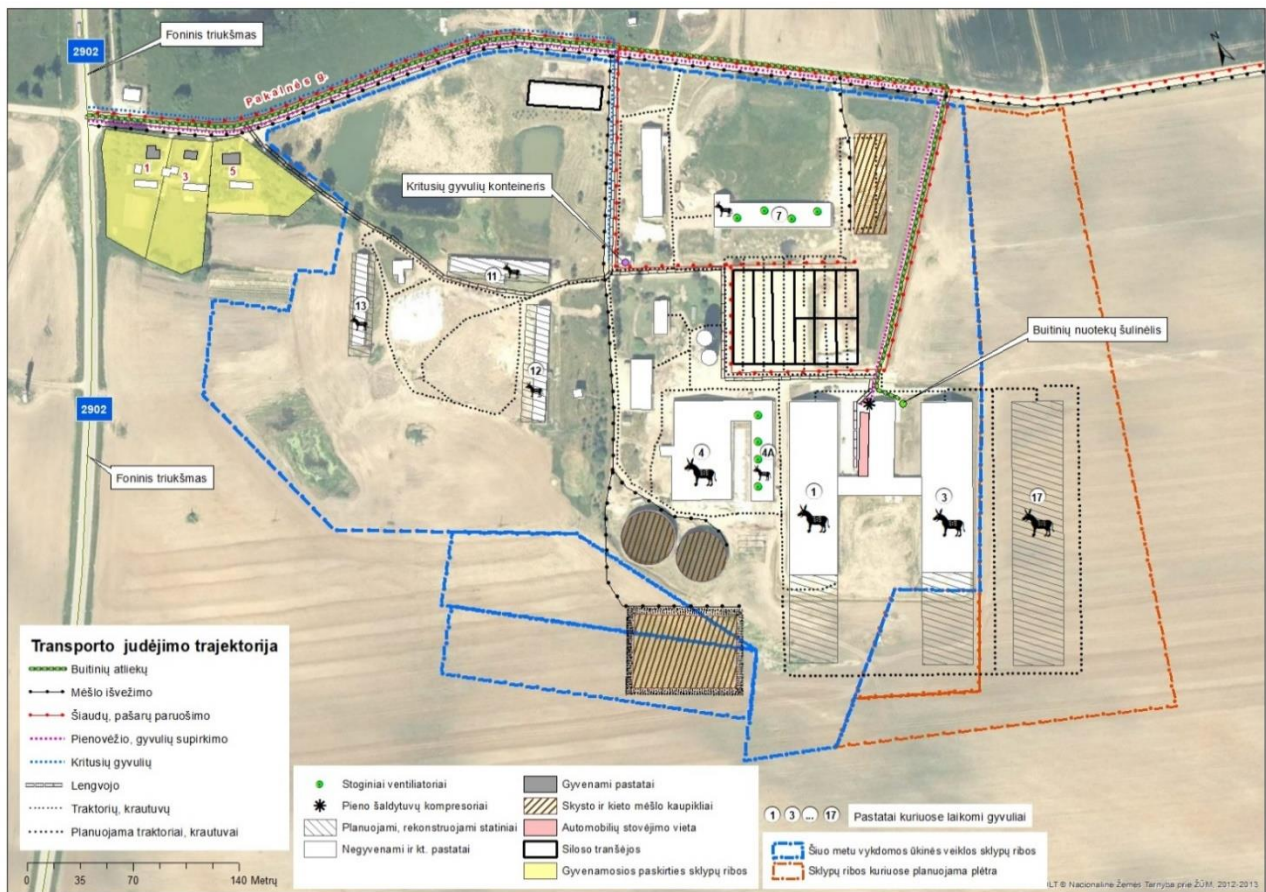 2902
Foninis triukšmas
N
Pakalnės g.
1
3
5
Kritusių gyvulių konteineris
7
11
13
12
Buitinių nuotekų šulinėlis
2902
Foninis triukšmas
4
4A
1
3
17
Transporto judėjimo trajektorija
Buitinių atliekų
Mėšlo išvežimo
Šiaudų, pašarų paruošimo
Pienovėžio, gyvulių supirkimo
Kritusių gyvulių
Lengvojo
Traktorių, krautuvų
Planuojama traktoriai, krautuvai
0 35 70 140 Metrų
Stoginiai ventiliatoriai
Pieno šaldytuvų kompresoriai
Planuojami, rekonstruojami statiniai
Negyvenami ir kt. pastatai
Gyvenami pastatai
Skysto ir kieto mėšlo kaupikliai
Automobilių stovėjimo vieta
Siloso tranšėjos
Gyvenamosios paskirties sklypų ribos
1 3 ... 17 Pastatai kuriuose laikomi gyvuliai
Šiuo metu vykdomos ūkinės veiklos sklypų ribos
Sklypų ribos kuriuose planuojama plėtra
LT © Nacionalinė Žemės Tarnyba prie ŽŪM, 2012-2013